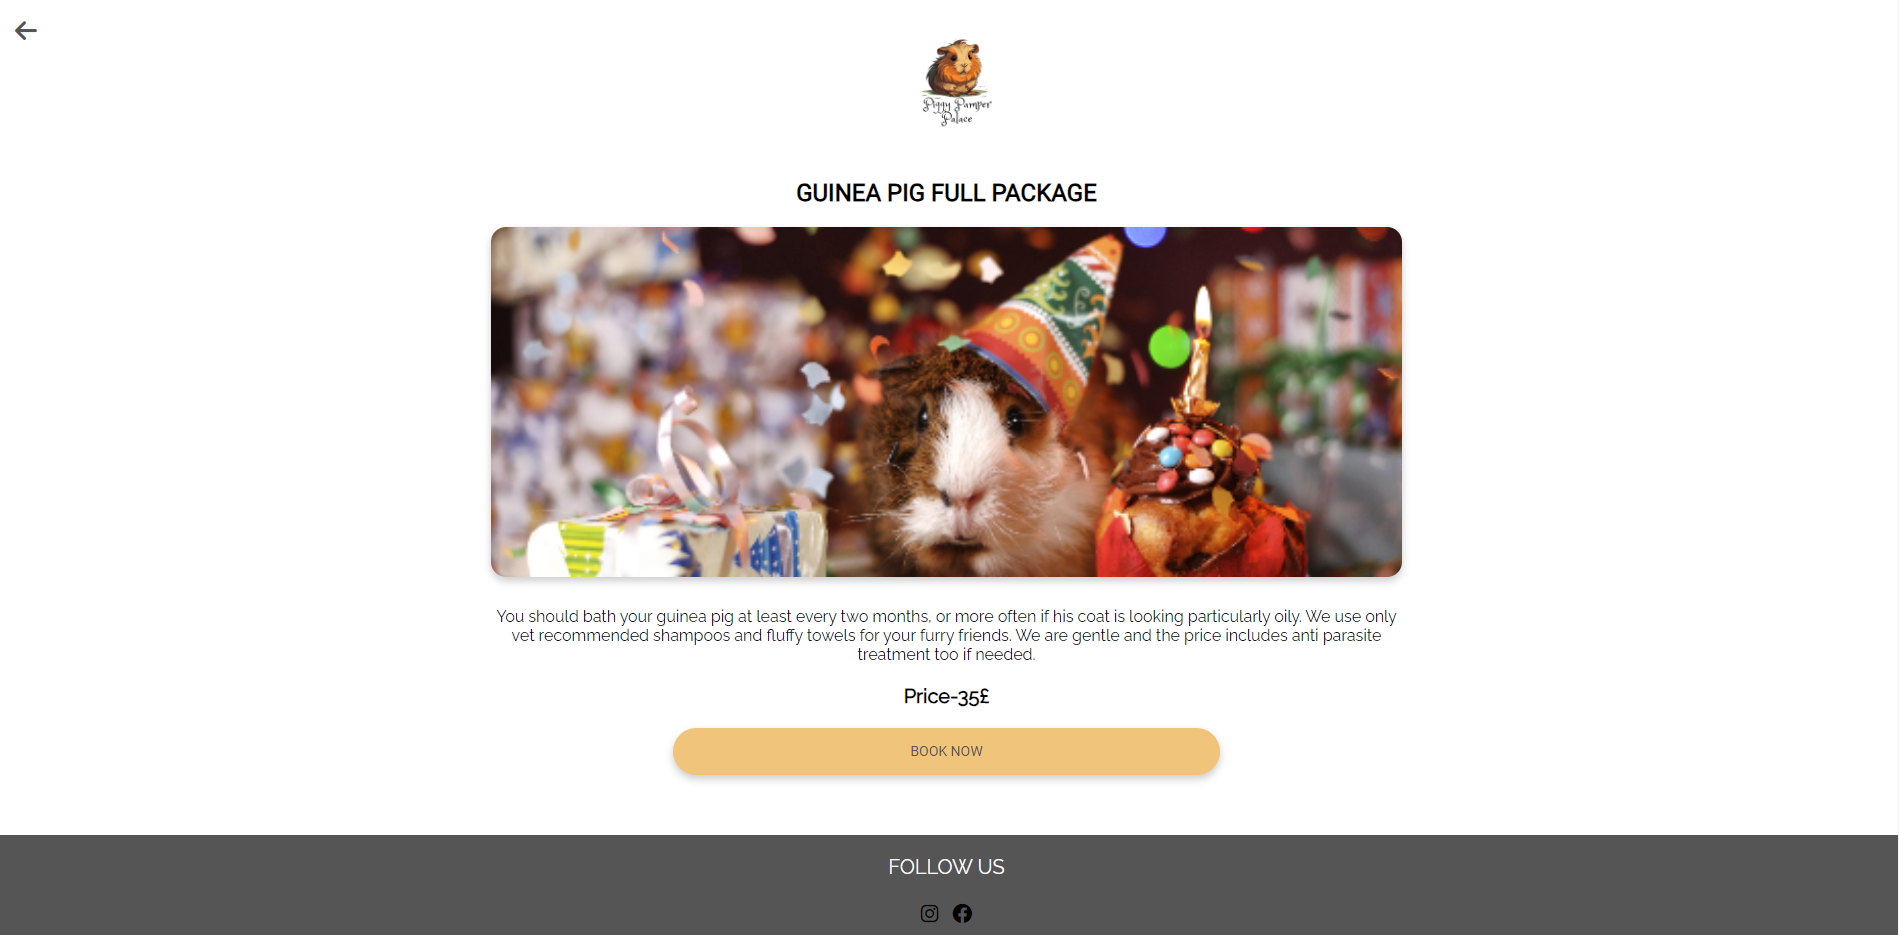 Piggy Pamper
Palace
GUINEA PIG FULL PACKAGE
You should bath your guinea pig at least every two months, or more often if his coat is looking particularly oily. We use only
vet recommended shampoos and fluffy towels for your furry friends. We are gentle and the price includes anti parasite
treatment too if needed.
Price-35£
BOOK NOW
FOLLOW US